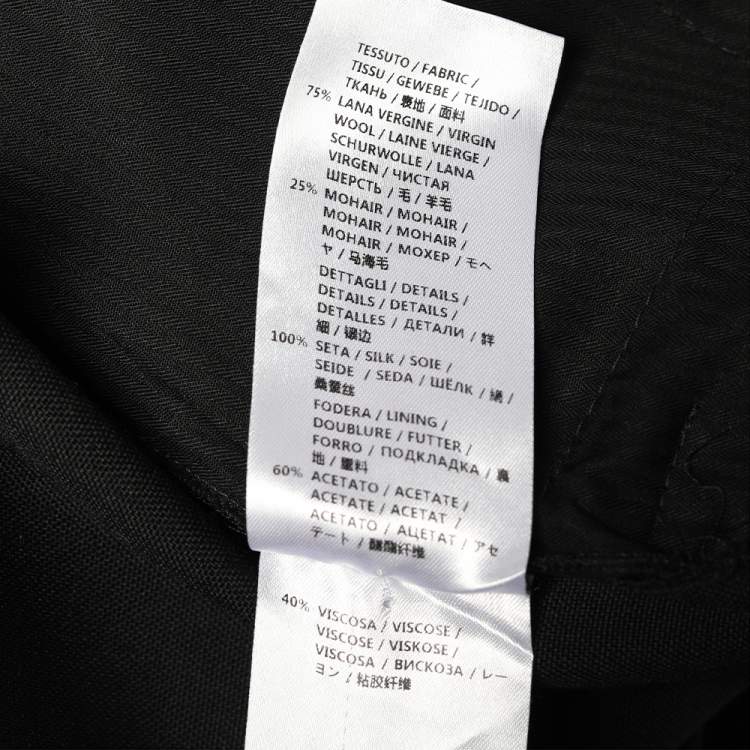 TESSUTO / FABRIC /
TISSU / GEWEBE / TEJIDO /
ТКАНЬ / 表地 / 面料
75% LANA VERGINE / VIRGIN
WOOL / LAINE VIERGE /
SCHURWOLLE / LANA
VIRGEN / ЧИСТАЯ
ШЕРСТЬ / 毛 / 羊毛
25% MOHAIR / MOHAIR /
MOHAIR / MOHAIR /
MOHAIR / МОХЕР / モヘ
ヤ / 马海毛
DETTAGLI / DETAILS /
DETAILS / DETAILS /
DETALLES / ДЕТАЛИ / 詳
細 / 镶边
100% SETA / SILK / SOIE /
SEIDE / SEDA / ШЁЛК / 絹 /
桑蚕丝
FODERA / LINING /
DOUBLURE / FUTTER /
FORRO / ПОДКЛАДКА / 裏
地 / 里料
60% ACETATO / ACETATE /
ACETATE / ACETAT /
ACETATO / АЦЕТАТ / アセ
テート / 醋酯纤维
40% VISCOSA / VISCOSE /
VISCOSE / VISKOSE /
VISCOSA / ВИСКОЗА / レー
ヨン / 粘胶纤维